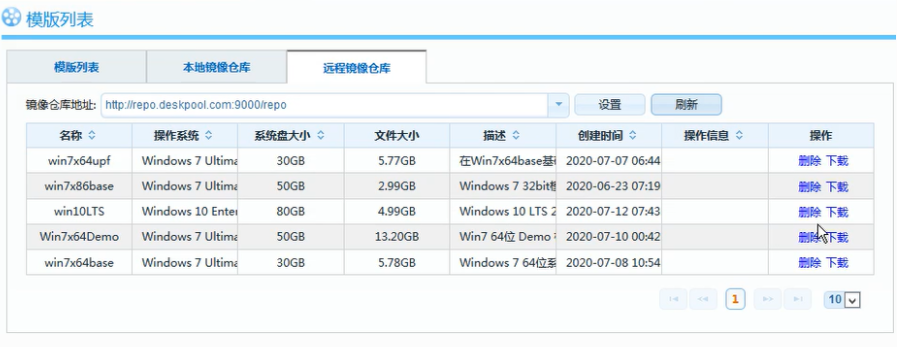 模版列表
模版列表 本地镜像仓库 远程镜像仓库
镜像仓库地址: http://repo.deskpool.com:9000/repo 设置 刷新
名称 操作系统 系统盘大小 文件大小 描述 创建时间 操作信息 操作
win7x64upf Windows 7 Ultima 30GB 5.77GB 在Win7x64base基 2020-07-07 06:44 删除 下载
win7x86base Windows 7 Ultima 50GB 2.99GB Windows 7 32bit 2020-06-23 07:19 删除 下载
win10LTS Windows 10 Enter 80GB 4.99GB Windows 10 LTS 2 2020-07-12 07:43 删除 下载
Win7x64Demo Windows 7 Ultima 50GB 13.20GB Win7 64位 Demo 2020-07-10 00:42 删除 下载
win7x64base Windows 7 Ultima 30GB 5.78GB Windows 7 64位系 2020-07-08 10:54 删除 下载
1 10